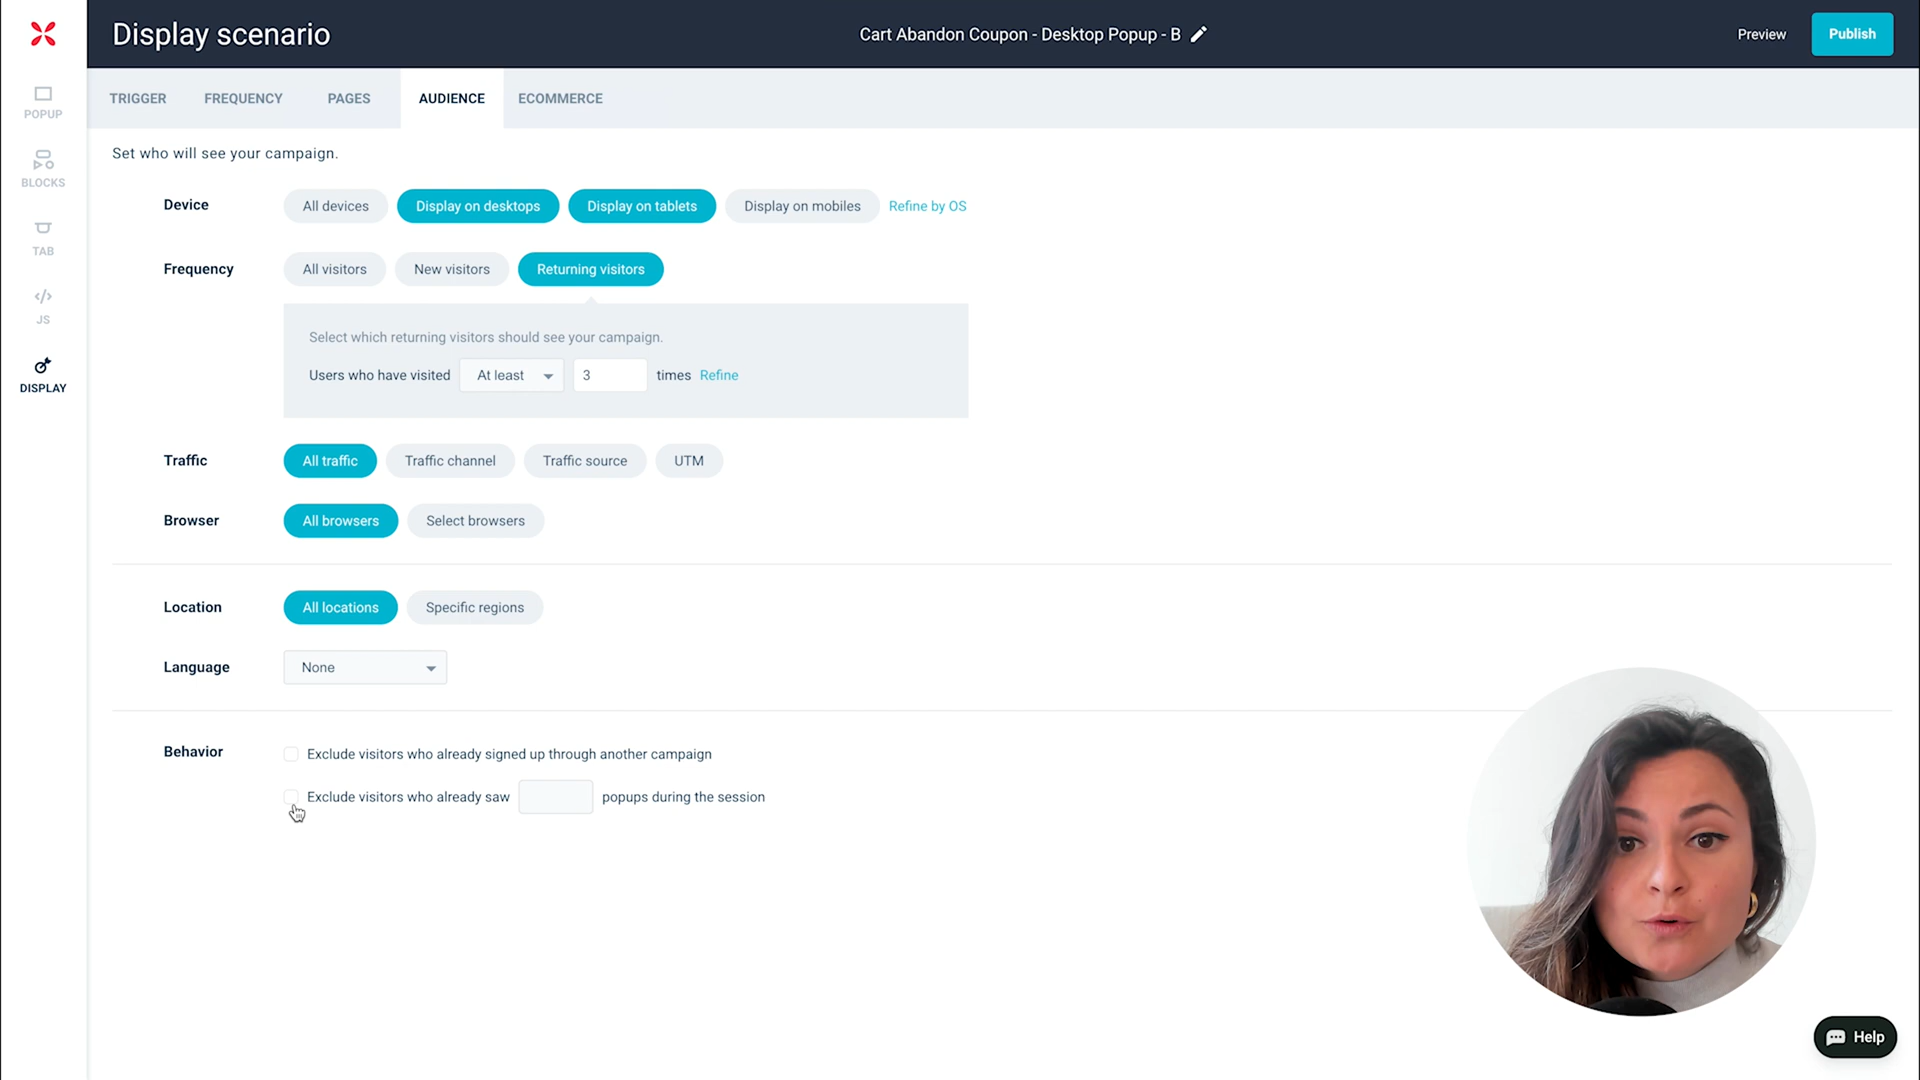 Display scenario
Cart Abandon Coupon - Desktop Popup - B
Preview
Publish
POPUP
BLOCKS
TAB
JS
DISPLAY
TRIGGER
FREQUENCY
PAGES
AUDIENCE
ECOMMERCE
Set who will see your campaign.
Device
All devices
Display on desktops
Display on tablets
Display on mobiles
Refine by OS
Frequency
All visitors
New visitors
Returning visitors
Select which returning visitors should see your campaign.
Users who have visited At least 3 times Refine
Traffic
All traffic
Traffic channel
Traffic source
UTM
Browser
All browsers
Select browsers
Location
All locations
Specific regions
Language
None
Behavior
Exclude visitors who already signed up through another campaign
Exclude visitors who already saw popups during the session
Help